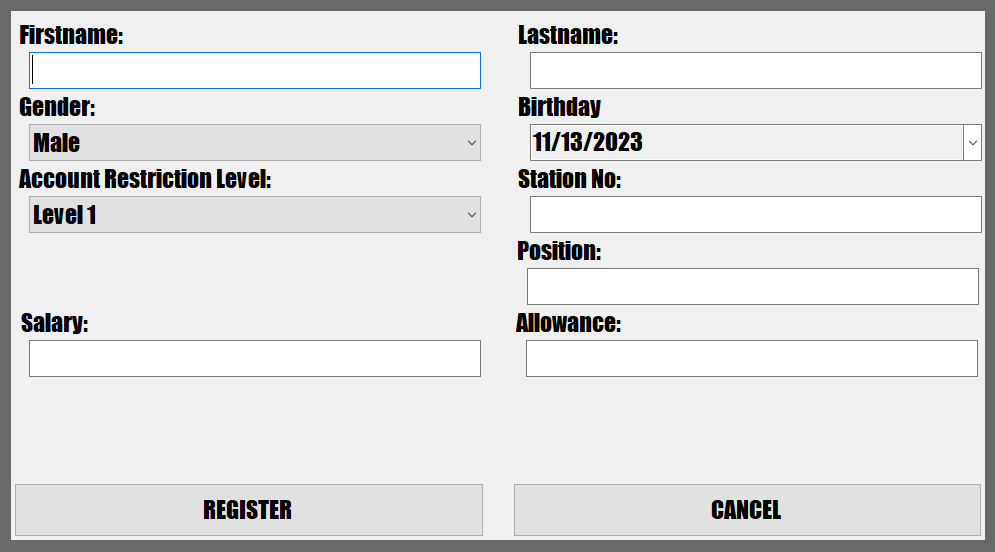 Firstname:
Lastname:
Gender:
Birthday
Male
11/13/2023
Account Restriction Level:
Station No:
Level 1
Position:
Salary:
Allowance:
REGISTER
CANCEL